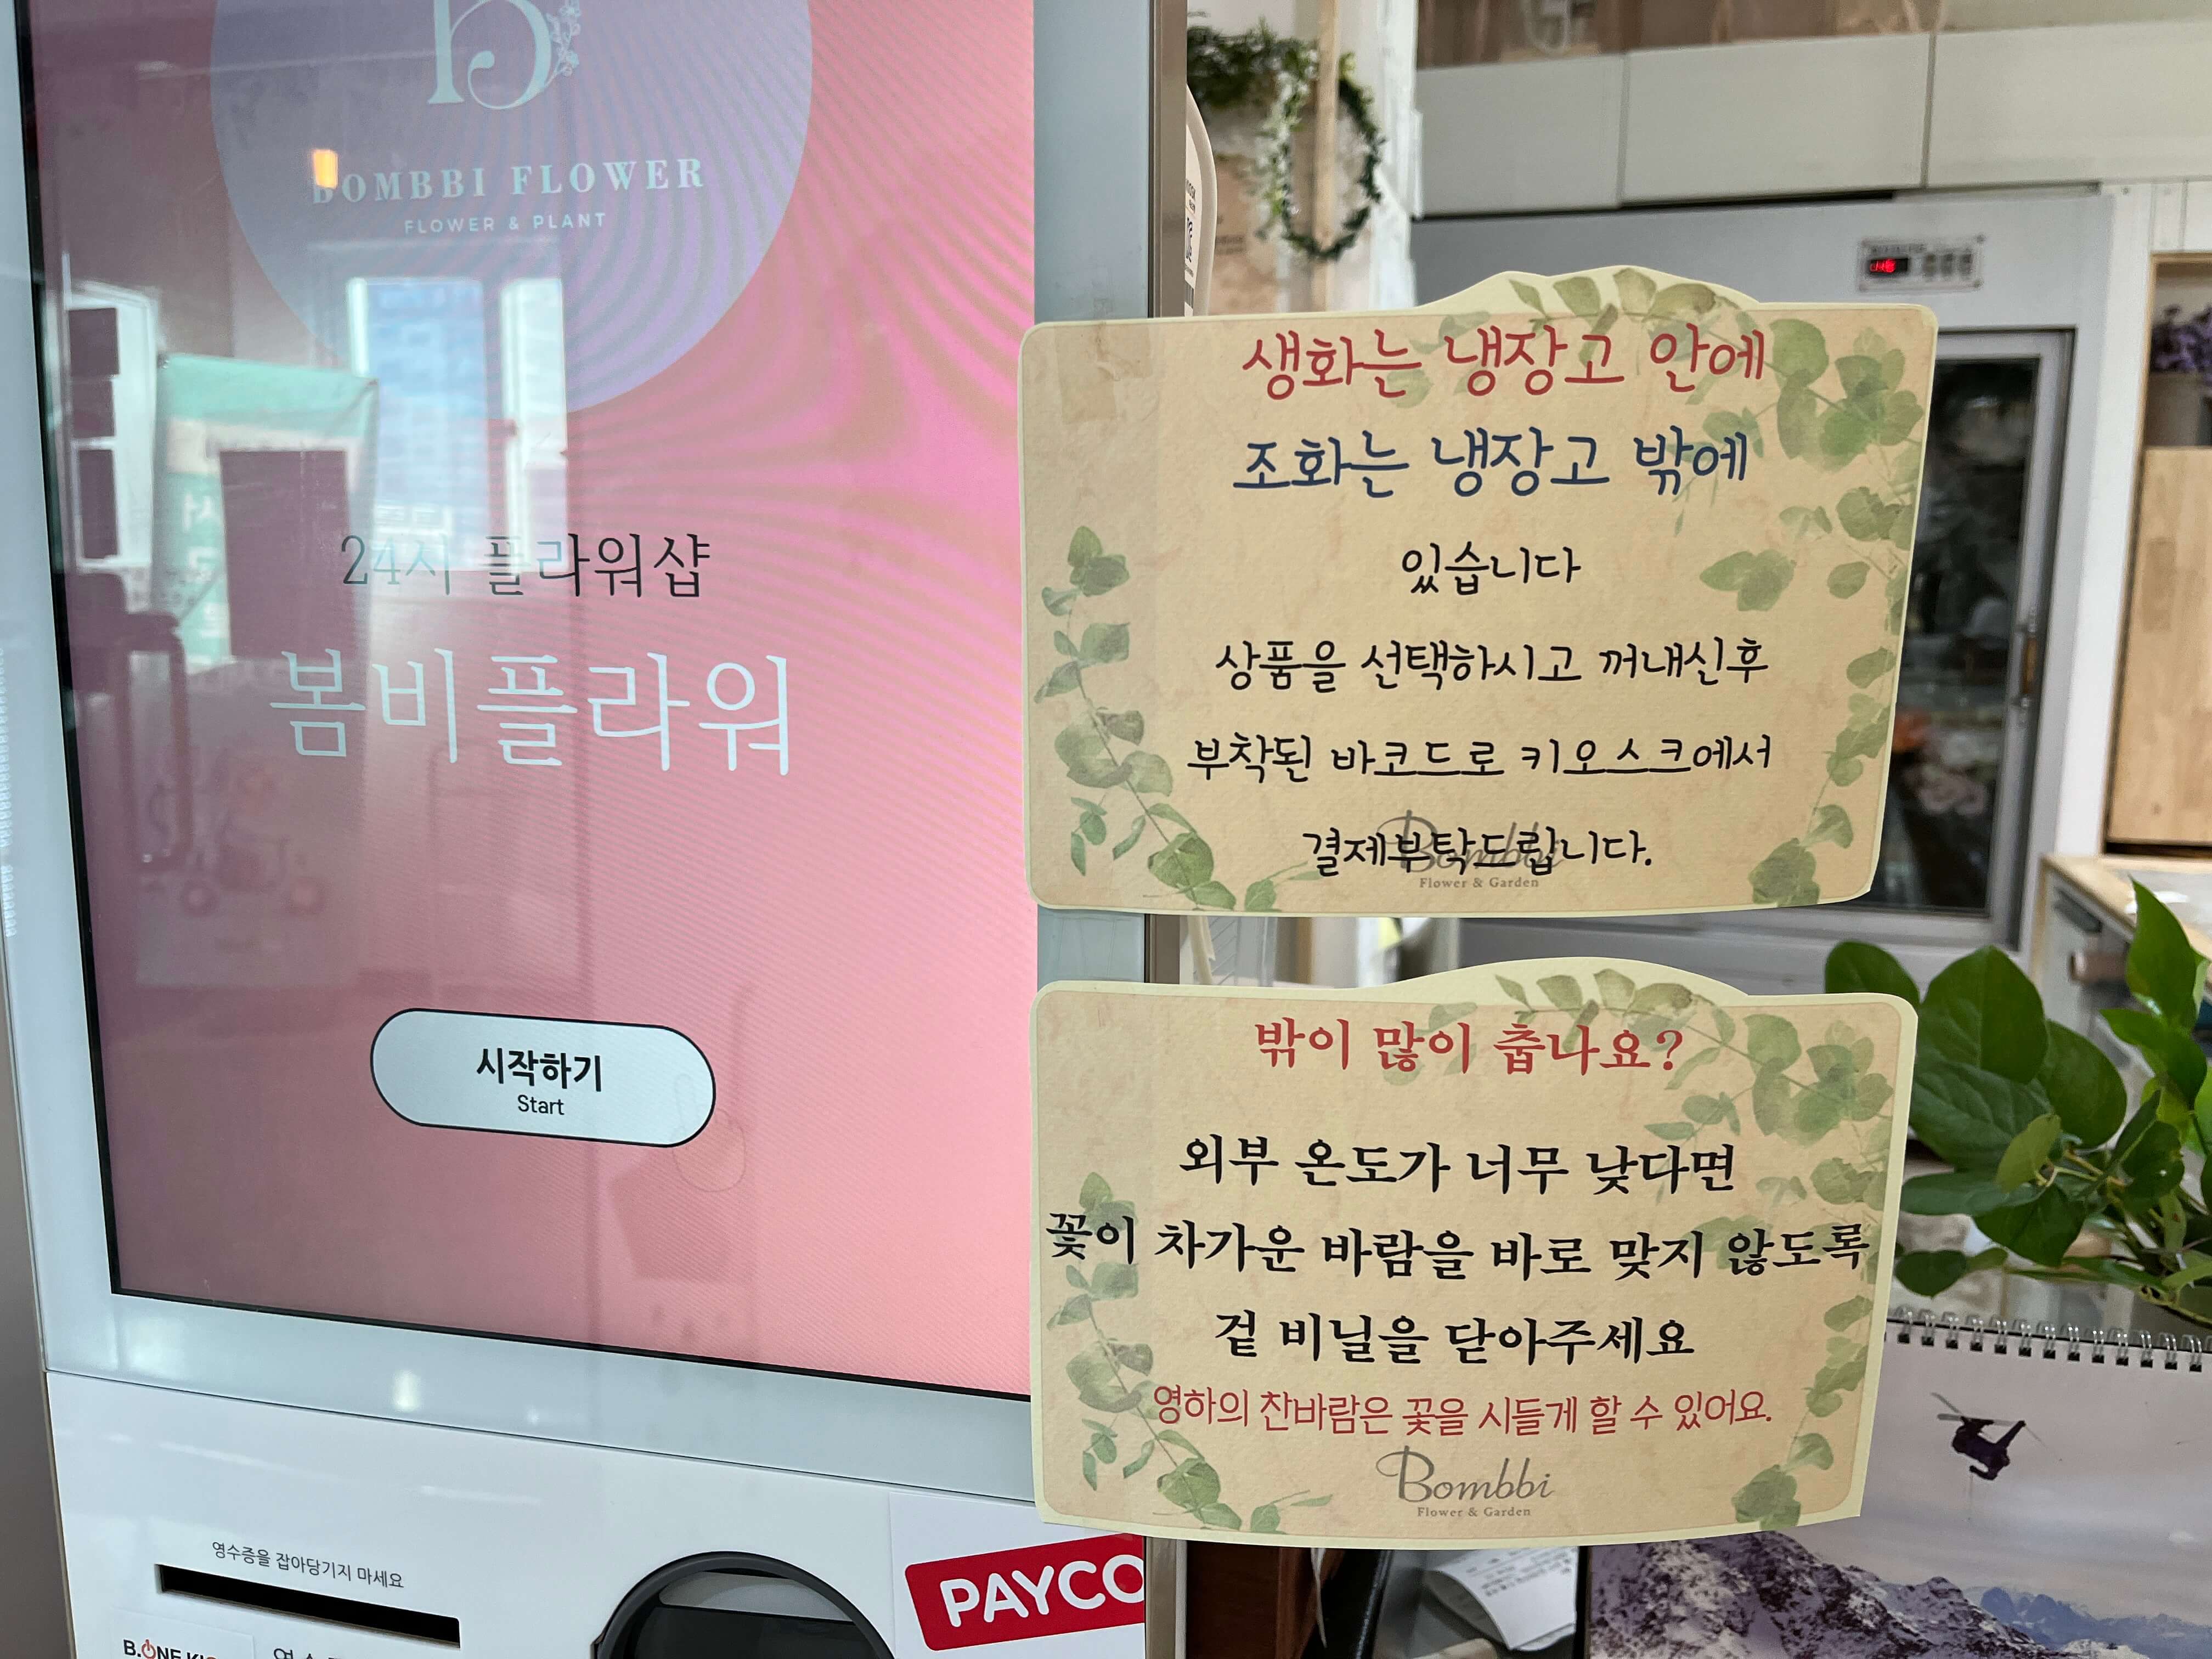 BOMBBI FLOWER
FLOWER & PLANT
24시 플라워샵
봄비플라워
시작하기
Start
영수증을 잡아당기지 마세요
PAYCO
생화는 냉장고 안에
조화는 냉장고 밖에
있습니다
상품을 선택하시고 꺼내신후
부착된 바코드로 키오스크에서
결제부탁드립니다.
Bombbi
Flower & Garden
밖이 많이 춥나요?
외부 온도가 너무 낮다면
꽃이 차가운 바람을 바로 맞지 않도록
겉 비닐을 닫아주세요
영하의 찬바람은 꽃을 시들게 할 수 있어요.
Bombbi
Flower & Garden